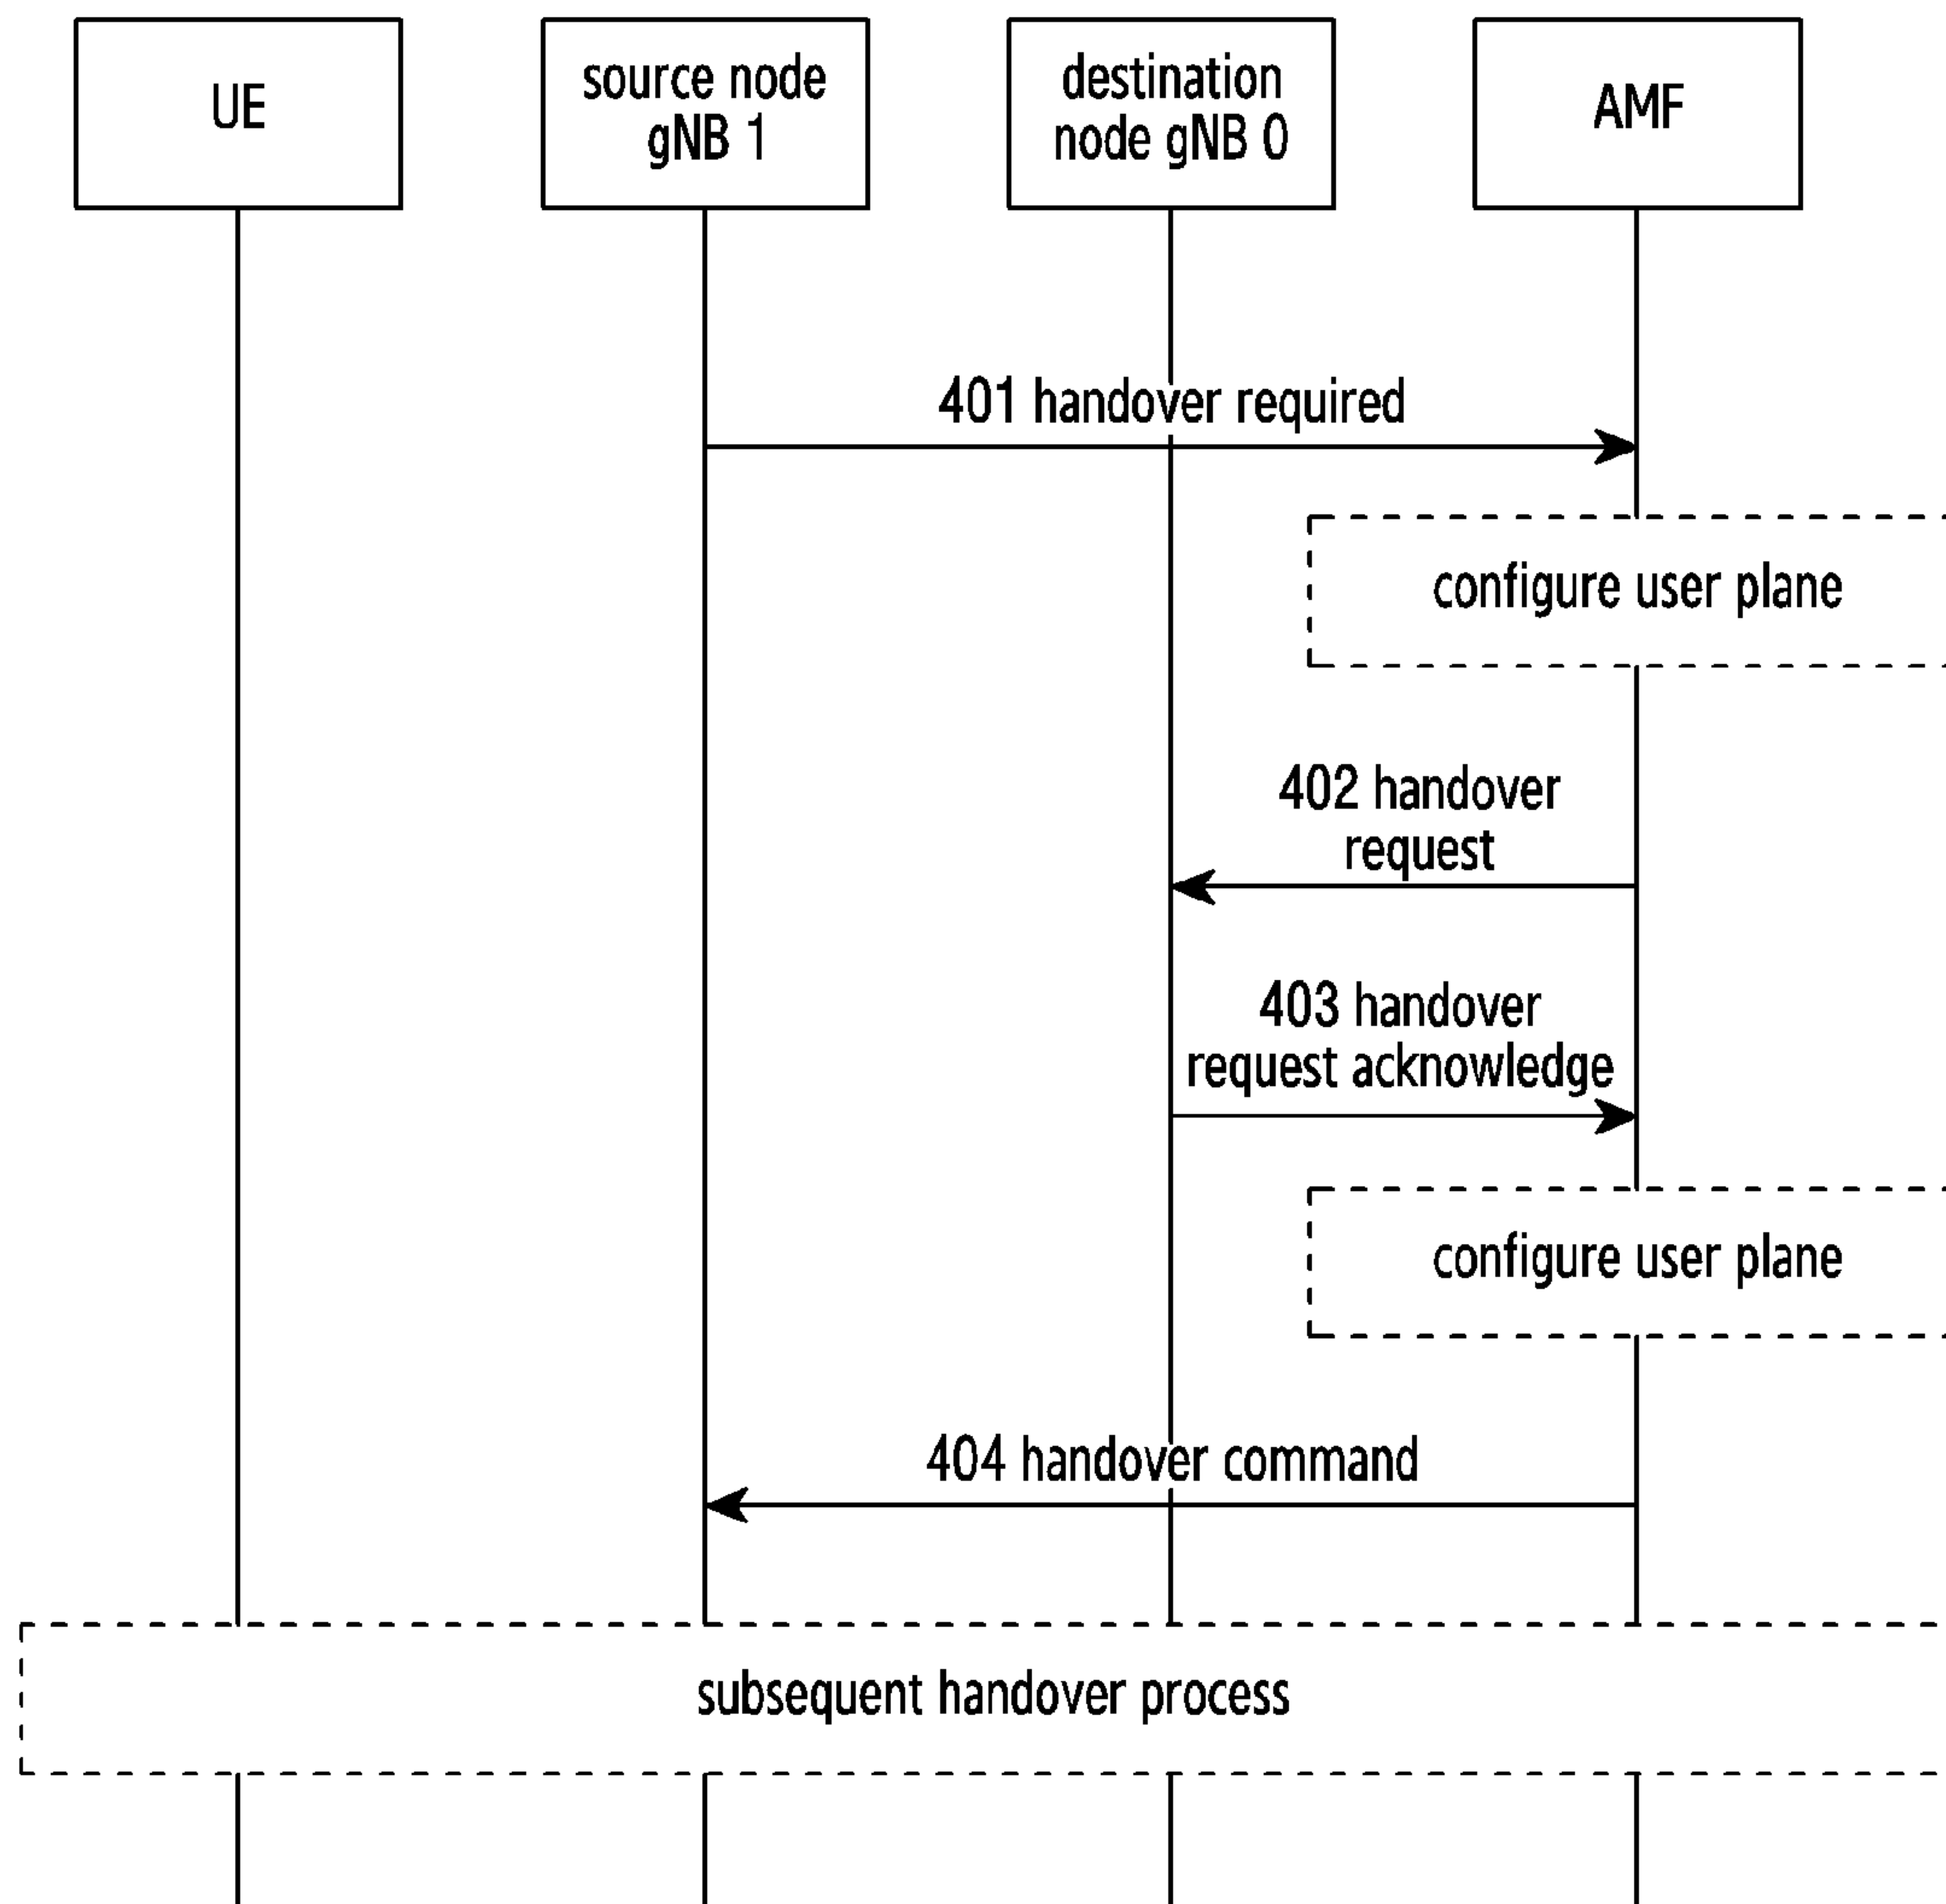 UE
source node
gNB 1
destination
node gNB 0
AMF
401 handover required
configure user plane
402 handover
request
403 handover
request acknowledge
configure user plane
404 handover command
subsequent handover process